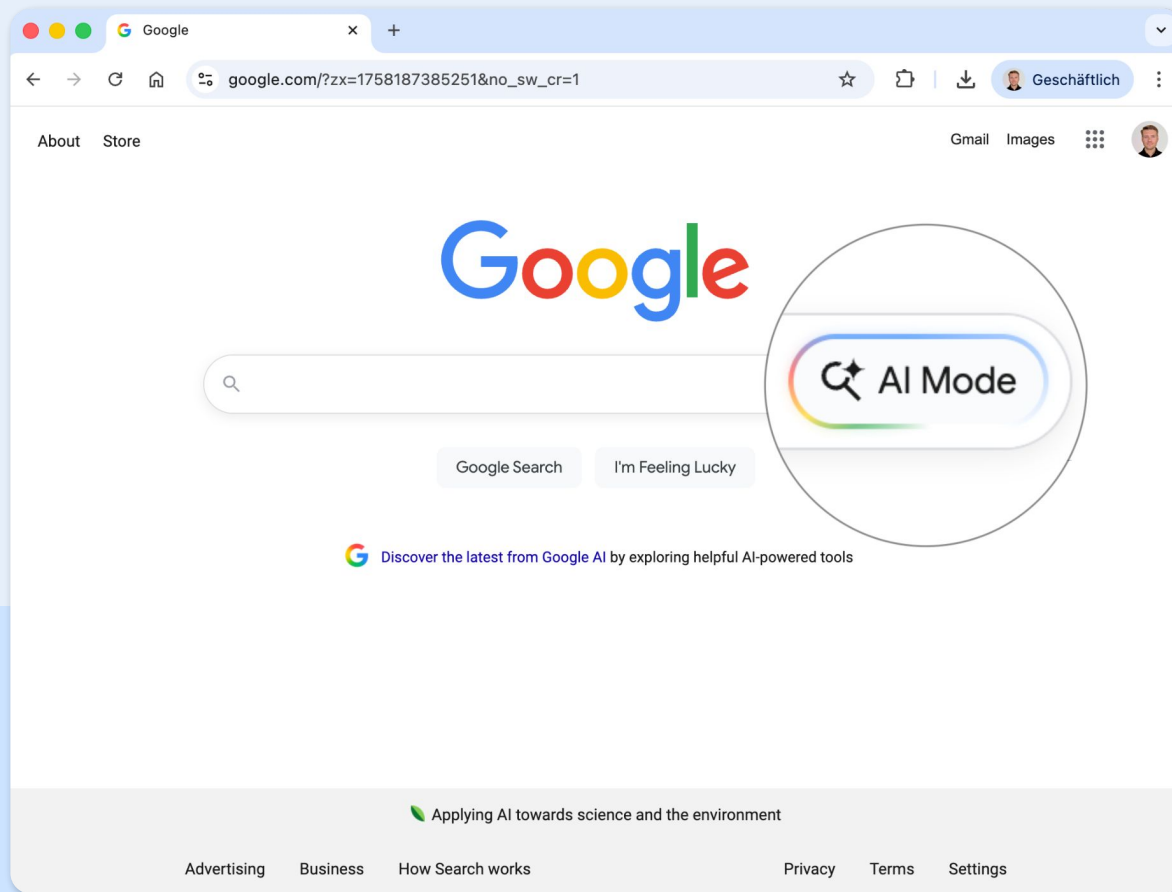 Google
google.com/?zx=1758187385251&no_sw_cr=1
Geschäftlich
About Store
Gmail Images
Google
AI Mode
Google Search I'm Feeling Lucky
Discover the latest from Google AI by exploring helpful AI-powered tools
Applying AI towards science and the environment
Advertising Business How Search works Privacy Terms Settings